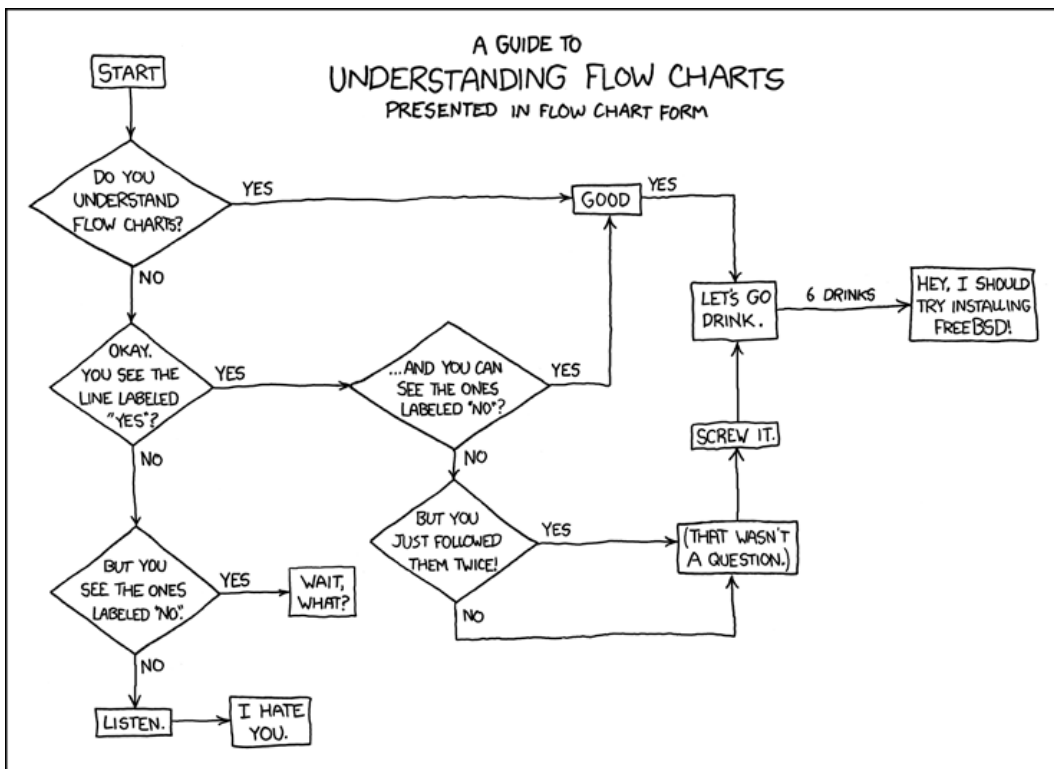 A GUIDE TO
UNDERSTANDING FLOW CHARTS
PRESENTED IN FLOW CHART FORM
START
DO YOU
UNDERSTAND
FLOW CHARTS?
YES
GOOD
YES
NO
LET'S GO
DRINK.
6 DRINKS
HEY, I SHOULD
TRY INSTALLING
FREEBSD!
OKAY.
YOU SEE THE
LINE LABELED
"YES"?
YES
...AND YOU CAN
SEE THE ONES
LABELED "NO"?
YES
NO
NO
SCREW IT.
BUT YOU
JUST FOLLOWED
THEM TWICE!
YES
(THAT WASN'T
A QUESTION.)
NO
BUT YOU
SEE THE ONES
LABELED "NO".
YES
WAIT,
WHAT?
NO
LISTEN.
I HATE
YOU.